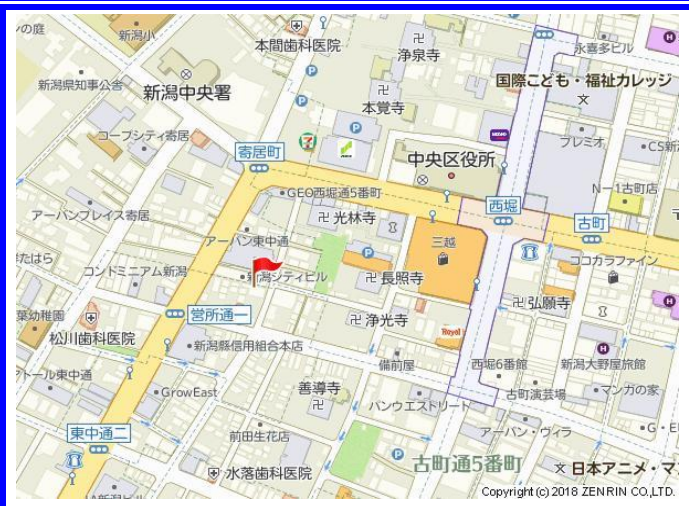 新潟小
本間歯科医院
浄泉寺
永喜多ビル
新潟県知事公舎
新潟中央署
国際こども・福祉カレッジ
本覚寺
コープシティ寄居
プレミオ
寄居町
中央区役所
GEO西堀通5番町
N-1古町店
アーバンプレイス寄居
光林寺
西堀
古町
アーバン東中通
三越
ココカラファイン
コンドミニアム新潟
新潟シティビル
長照寺
弘願寺
葉幼稚園
営所通一
浄光寺
Royal
松川歯科医院
新潟縣信用組合本店
備前屋
西堀6番館
新潟大野屋旅館
トール東中通
GrowEast
善導寺
古町演芸場
マンガの家
バンウエストリート
東中通二
前田生花店
アーバン・ヴィラ
水落歯科医院
古町通5番町
日本アニメ・マ
Copyright(c) 2018 ZENRIN CO.,LTD.